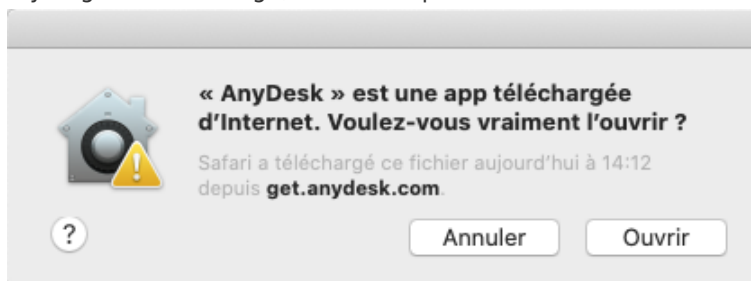 « AnyDesk » est une app téléchargée
d'Internet. Voulez-vous vraiment l'ouvrir ?
Safari a téléchargé ce fichier aujourd'hui à 14:12
depuis get.anydesk.com.
?
Annuler
Ouvrir